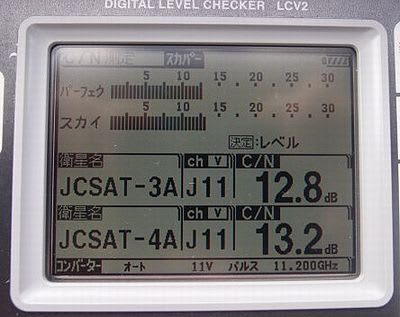 DIGITAL LEVEL CHECKER LCV2
C/N 測定 スカパー
5 10 15 20 25 30
パーフェク
5 10 15 20 25 30
スカイ
決定:レベル
衛星名 ch V C/N
JCSAT-3A J11 12.8dB
衛星名 ch V C/N
JCSAT-4A J11 13.2dB
コンバーター オート 11V パルス 11.200GHz